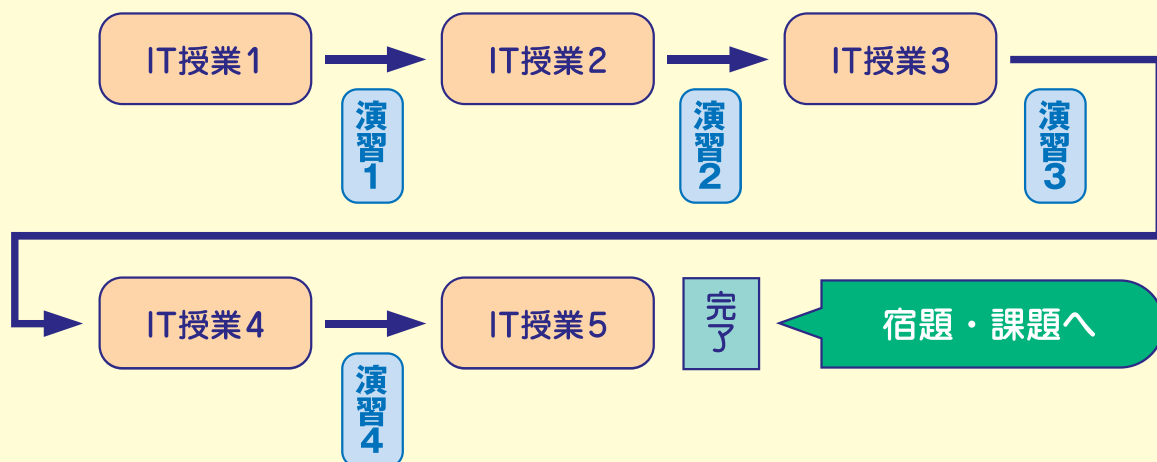 IT授業1
演習1
IT授業2
演習2
IT授業3
演習3
IT授業4
演習4
IT授業5
完了
宿題・課題へ